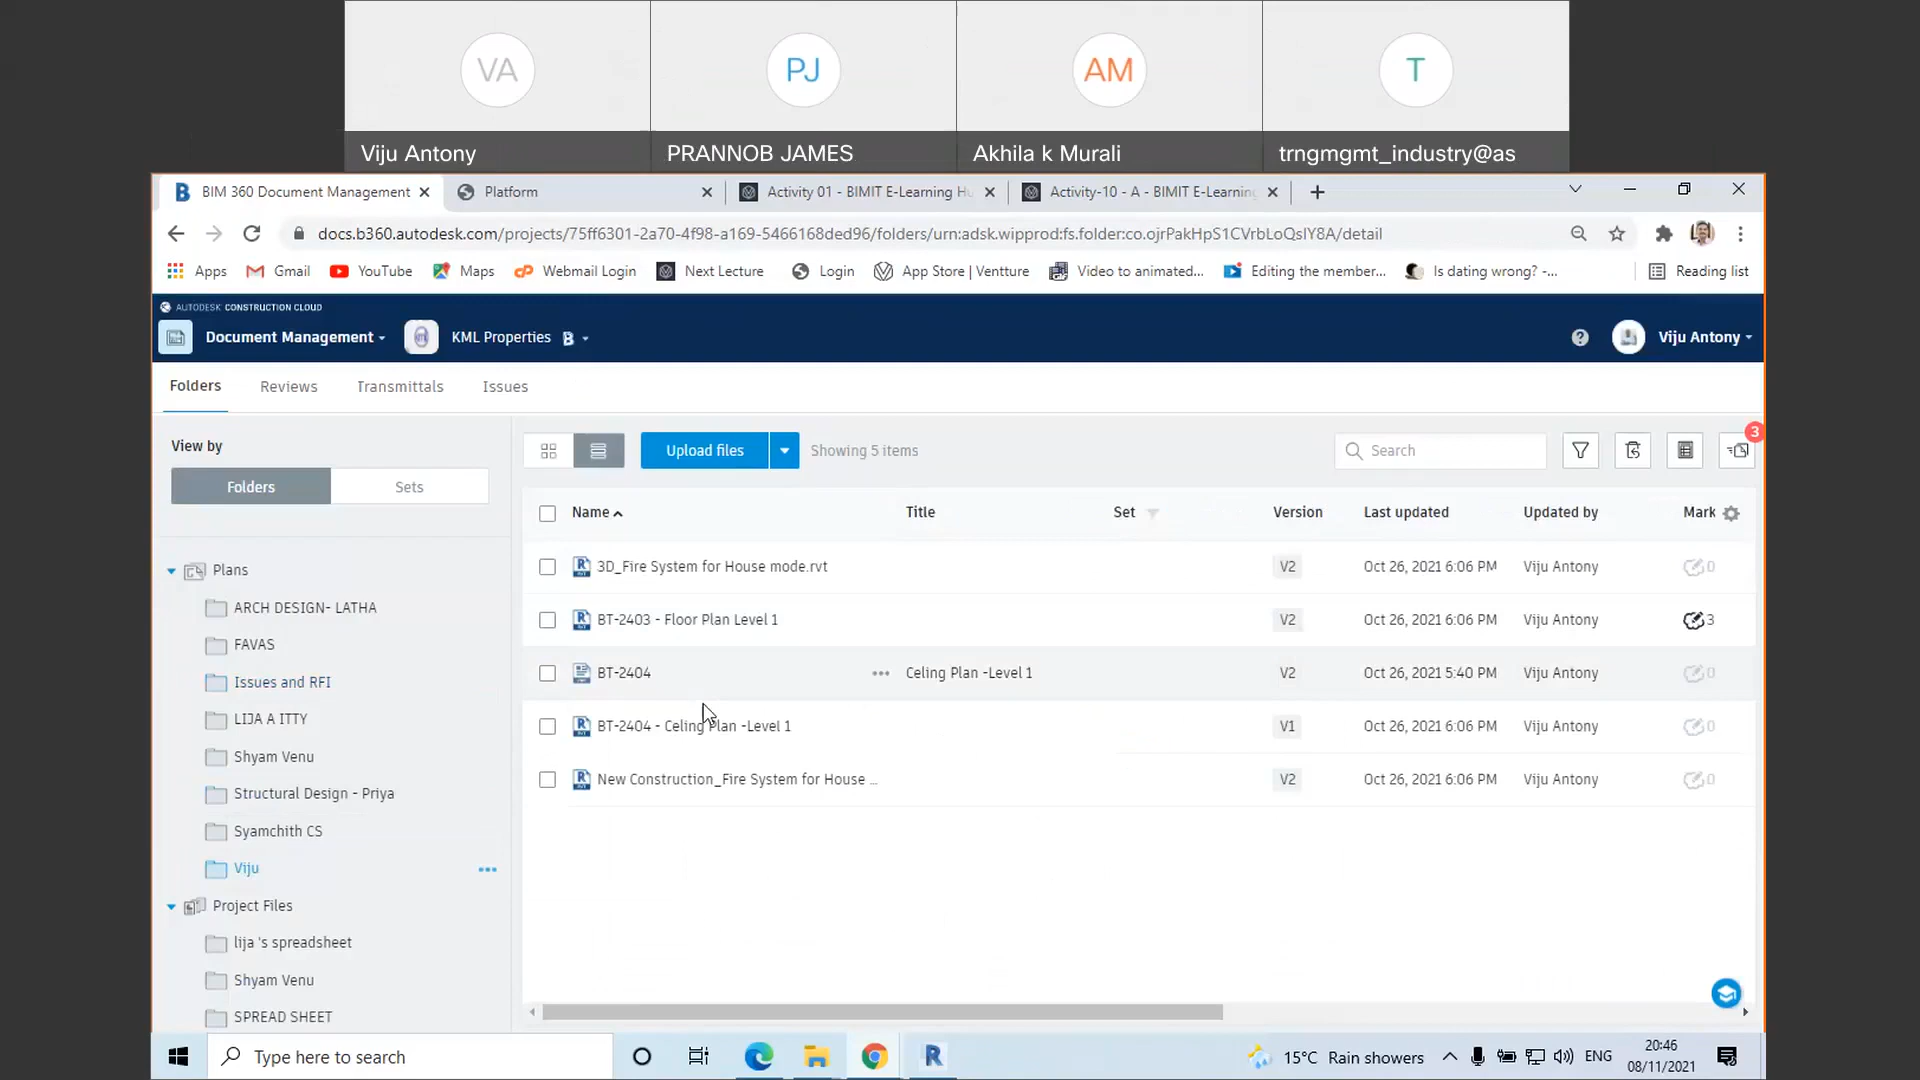 VA
PJ
AM
T
Viju Antony
PRANNOB JAMES
Akhila k Murali
trngmgmt_industry@as
BIM 360 Document Management
Platform
Activity 01 - BIMIT E-Learning Hu
Activity-10 - A - BIMIT E-Learning
docs.b360.autodesk.com/projects/75ff6301-2a70-4f98-a169-5466168ded96/folders/urn:adsk.wipprod:fs.folder:co.ojrPakHpS1CVrbLoQsIY8A/detail
Apps
Gmail
YouTube
Maps
Webmail Login
Next Lecture
Login
App Store | Ventture
Video to animated...
Editing the member...
Is dating wrong? -...
Reading list
AUTODESK CONSTRUCTION CLOUD
Document Management
KML Properties
Viju Antony
Folders
Reviews
Transmittals
Issues
View by
Folders
Sets
Upload files
Showing 5 items
Search
3
Name
Title
Set
Version
Last updated
Updated by
Mark
3D_Fire System for House mode.rvt V2 Oct 26, 2021 6:06 PM Viju Antony 0
BT-2403 - Floor Plan Level 1 V2 Oct 26, 2021 6:06 PM Viju Antony 3
BT-2404 ••• Celing Plan -Level 1 V2 Oct 26, 2021 5:40 PM Viju Antony 0
BT-2404 - Celing Plan -Level 1 V1 Oct 26, 2021 6:06 PM Viju Antony 0
New Construction_Fire System for House ... V2 Oct 26, 2021 6:06 PM Viju Antony 0
Plans
ARCH DESIGN- LATHA
FAVAS
Issues and RFI
LIJA A ITTY
Shyam Venu
Structural Design - Priya
Syamchith CS
Viju
Project Files
lija 's spreadsheet
Shyam Venu
SPREAD SHEET
Type here to search
15°C Rain showers
ENG
20:46
08/11/2021